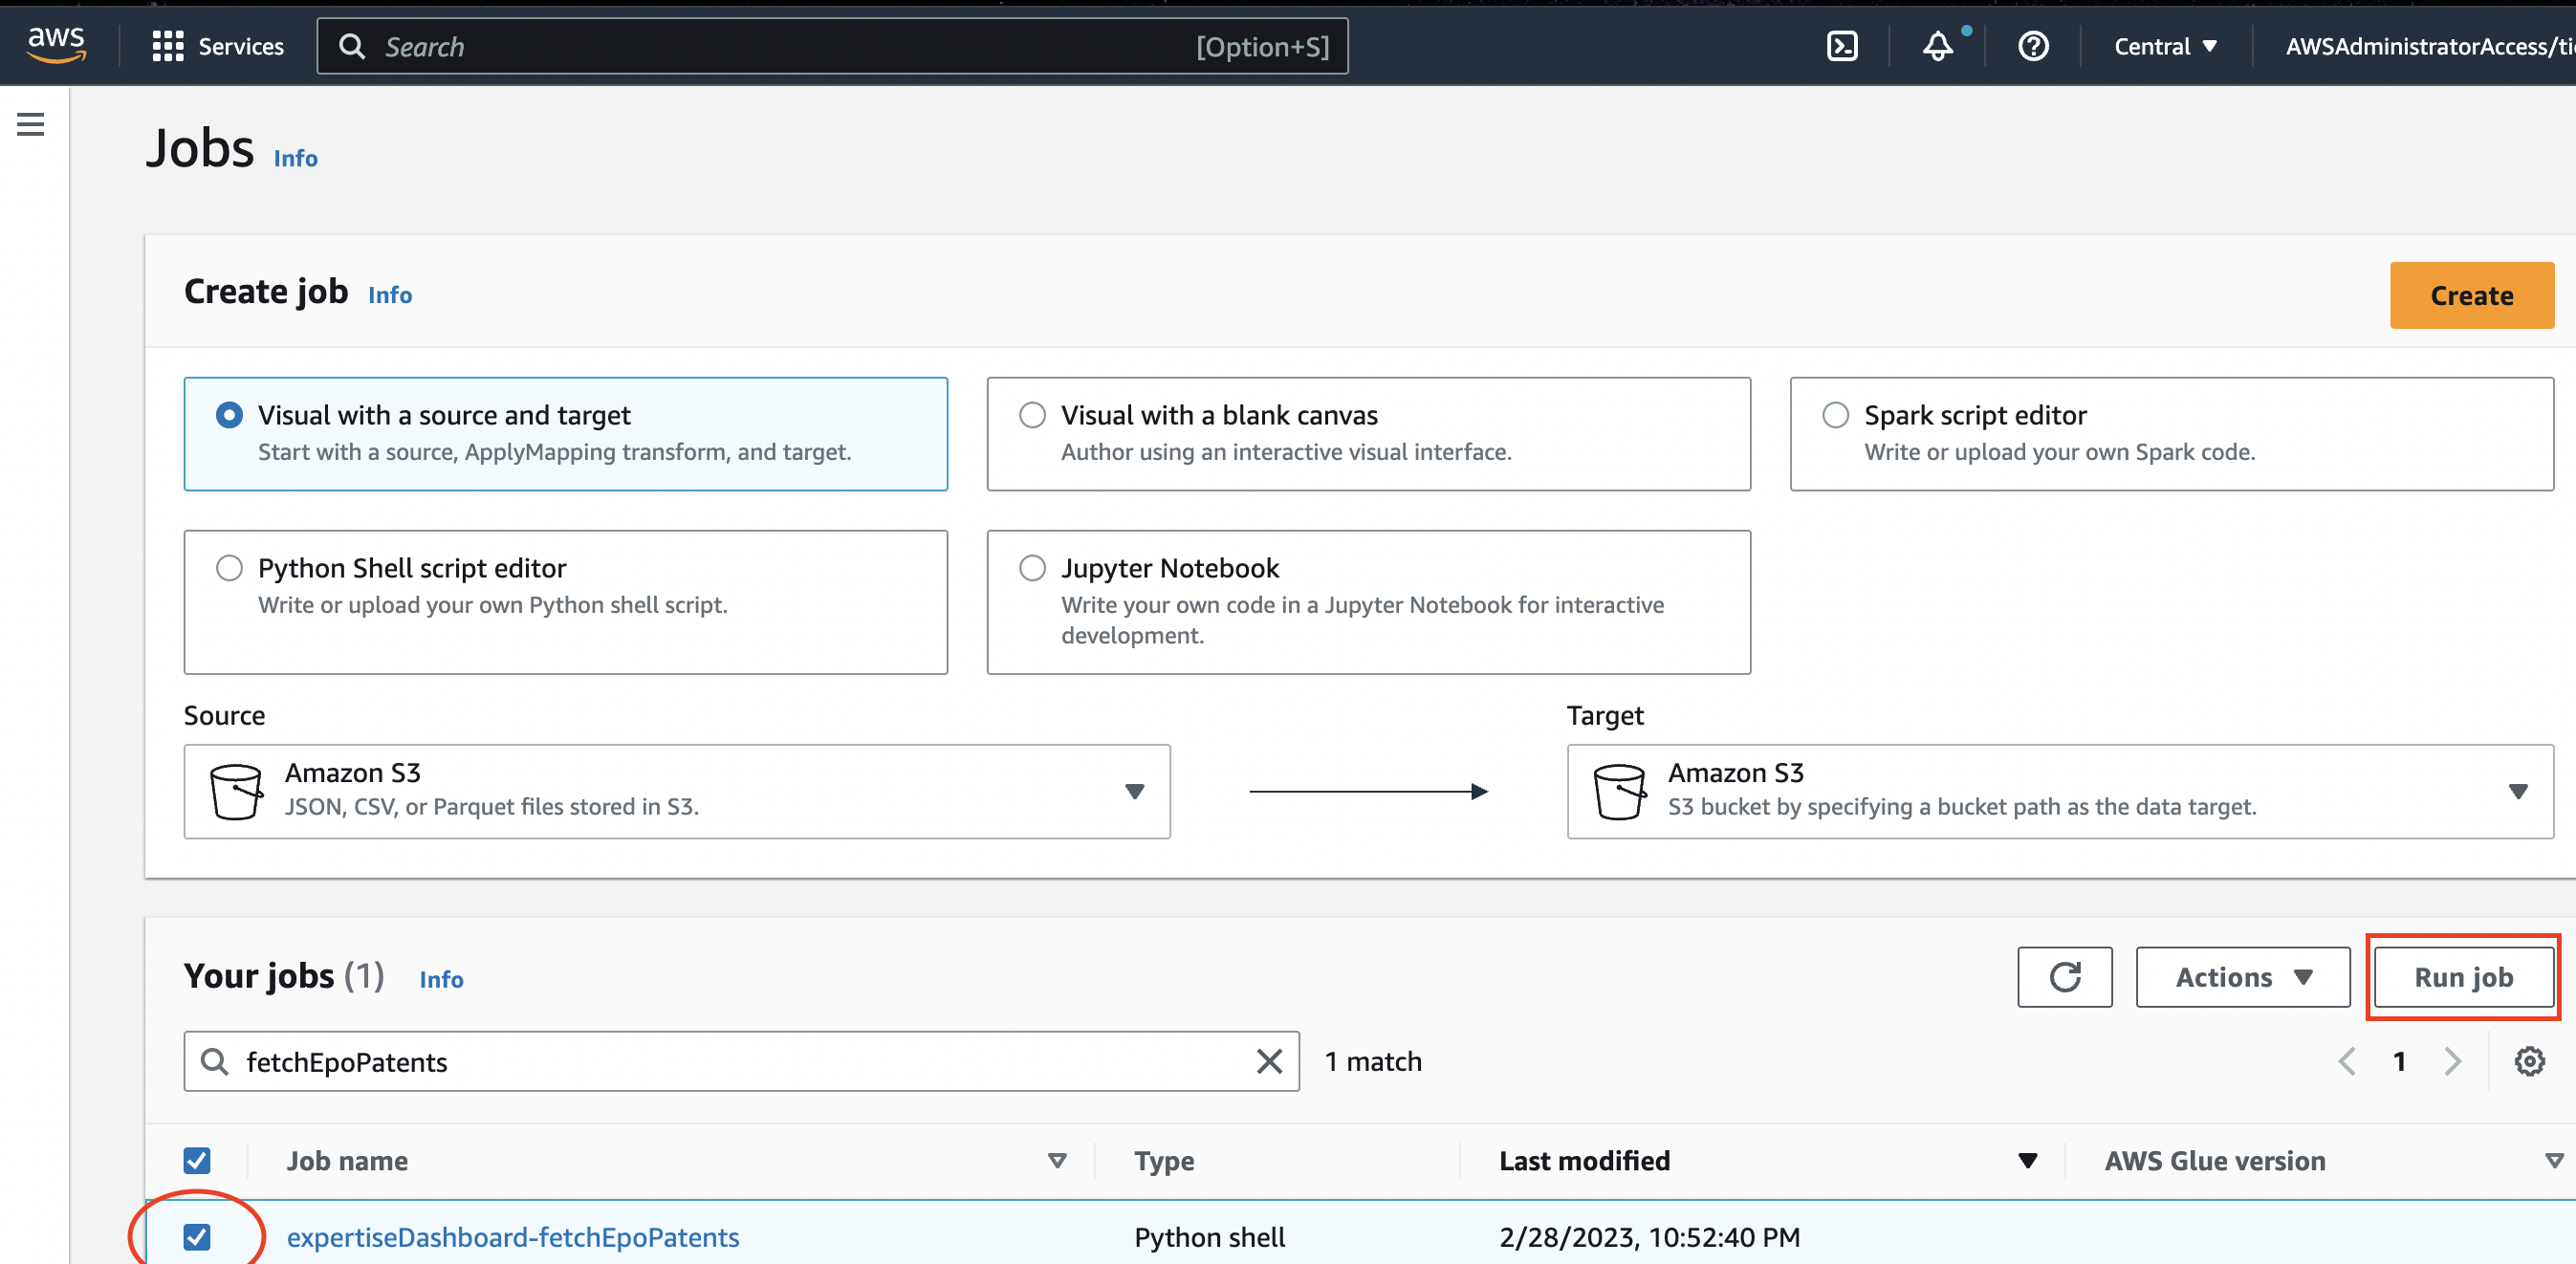 aws
Services
Search
[Option+S]
Central
AWSAdministratorAccess/ti
Jobs Info
Create job Info
Create
Visual with a source and target
Start with a source, ApplyMapping transform, and target.
Visual with a blank canvas
Author using an interactive visual interface.
Spark script editor
Write or upload your own Spark code.
Python Shell script editor
Write or upload your own Python shell script.
Jupyter Notebook
Write your own code in a Jupyter Notebook for interactive
development.
Source
Amazon S3
JSON, CSV, or Parquet files stored in S3.
Target
Amazon S3
S3 bucket by specifying a bucket path as the data target.
Your jobs (1) Info
Actions
Run job
fetchEpoPatents
1 match
1
Job name
Type
Last modified
AWS Glue version
expertiseDashboard-fetchEpoPatents
Python shell
2/28/2023, 10:52:40 PM